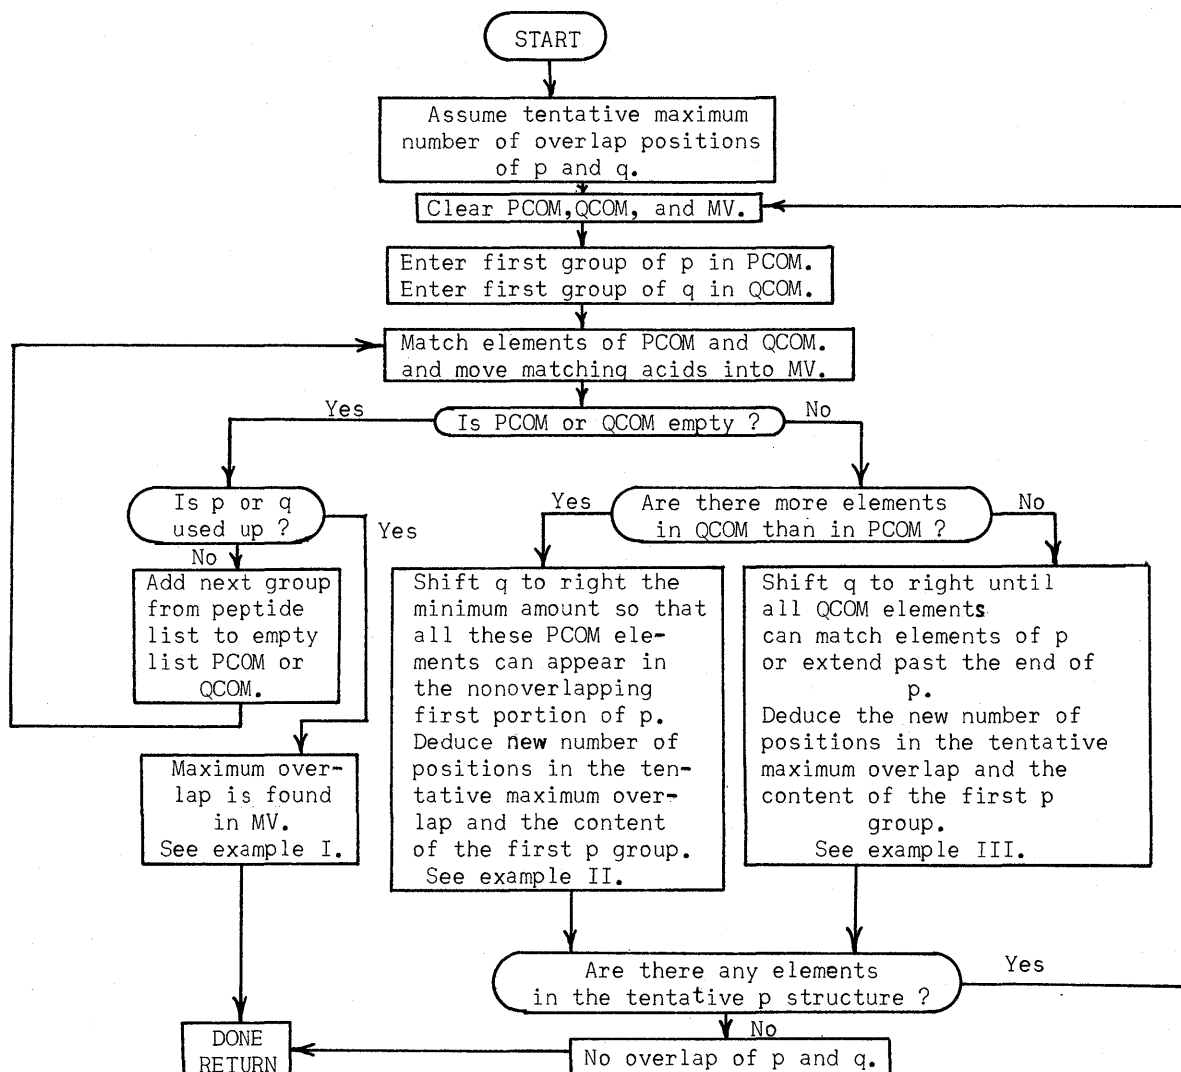 START
Assume tentative maximum
number of overlap positions
of p and q.
Clear PCOM, QCOM, and MV.
Enter first group of p in PCOM.
Enter first group of q in QCOM.
Match elements of PCOM and QCOM.
and move matching acids into MV.
Yes
Is PCOM or QCOM empty ?
No
Is p or q
used up ?
Yes
No
Add next group
from peptide
list to empty
list PCOM or
QCOM.
Maximum over-
lap is found
in MV.
See example I.
Yes
Are there more elements
in QCOM than in PCOM ?
No
Shift q to right the
minimum amount so that
all these PCOM ele-
ments can appear in
the nonoverlapping
first portion of p.
Deduce new number of
positions in the ten-
tative maximum over-
lap and the content
of the first p group.
See example II.
Shift q to right until
all QCOM elements
can match elements of p
or extend past the end of
p.
Deduce the new number of
positions in the tentative
maximum overlap and the
content of the first p
group.
See example III.
Are there any elements
in the tentative p structure ?
Yes
No
No overlap of p and q.
DONE
RETURN